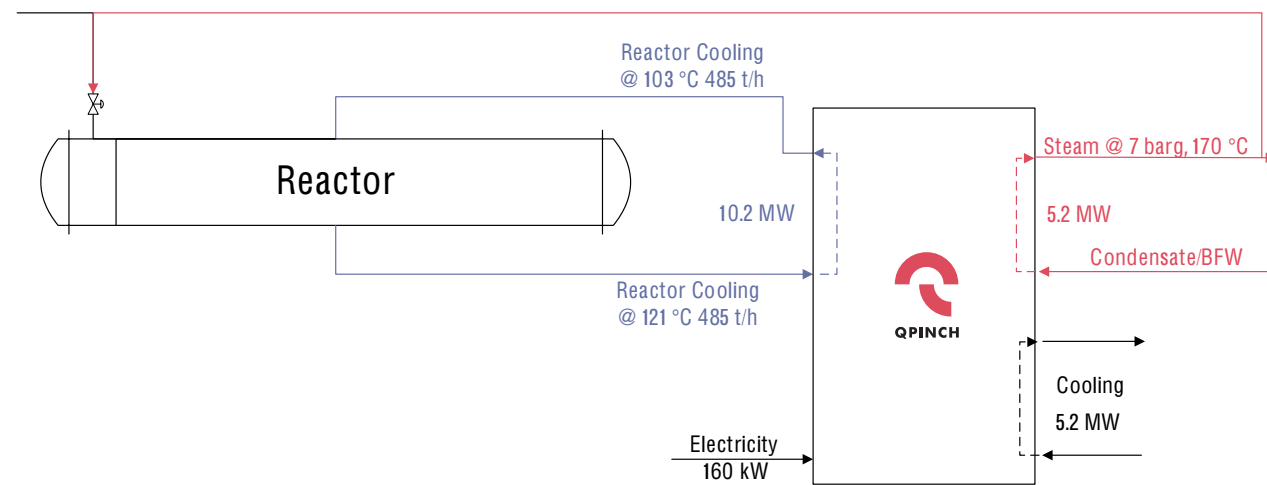 Reactor Cooling
@ 103 °C 485 t/h
Reactor
10.2 MW
Reactor Cooling
@ 121 °C 485 t/h
Steam @ 7 barg, 170 °C
5.2 MW
Condensate/BFW
QPINCH
Cooling
5.2 MW
Electricity
160 kW